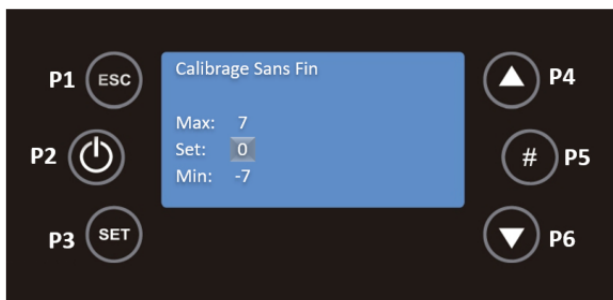 P1 ESC
P2
P3 SET
Calibrage Sans Fin
Max: 7
Set: 0
Min: -7
P4
# P5
P6